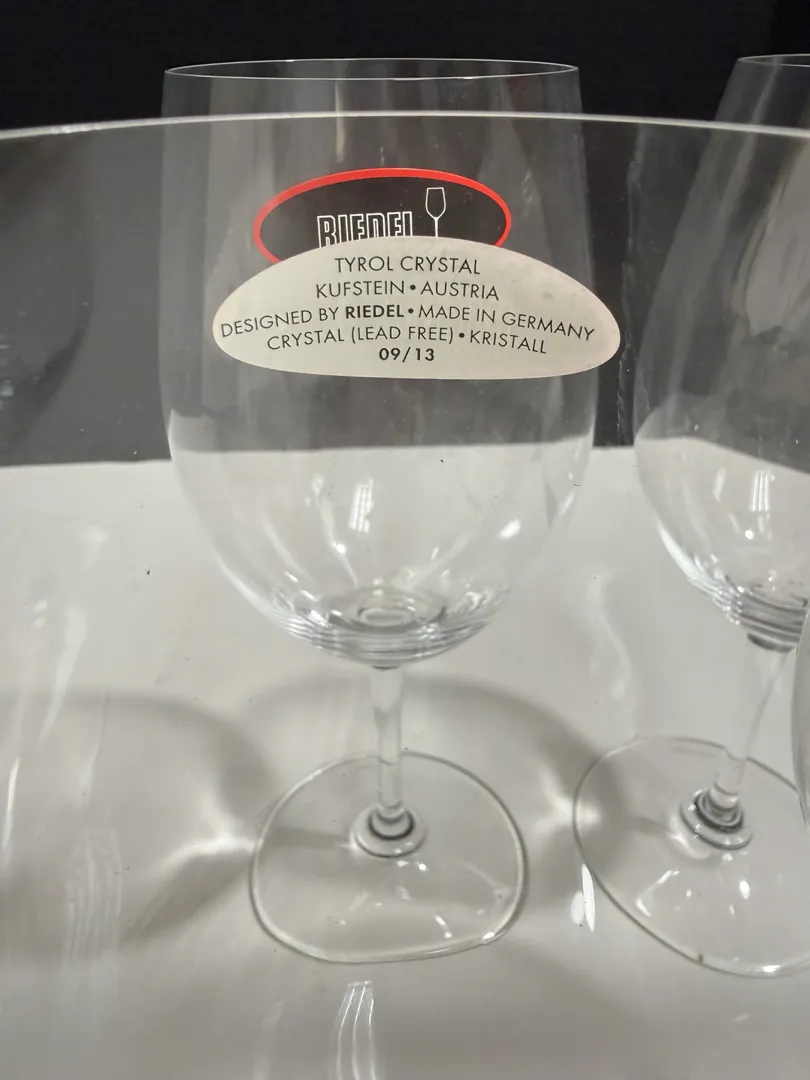 RIEDEL
TYROL CRYSTAL
KUFSTEIN • AUSTRIA
DESIGNED BY RIEDEL • MADE IN GERMANY
CRYSTAL (LEAD FREE) • KRISTALL
09/13